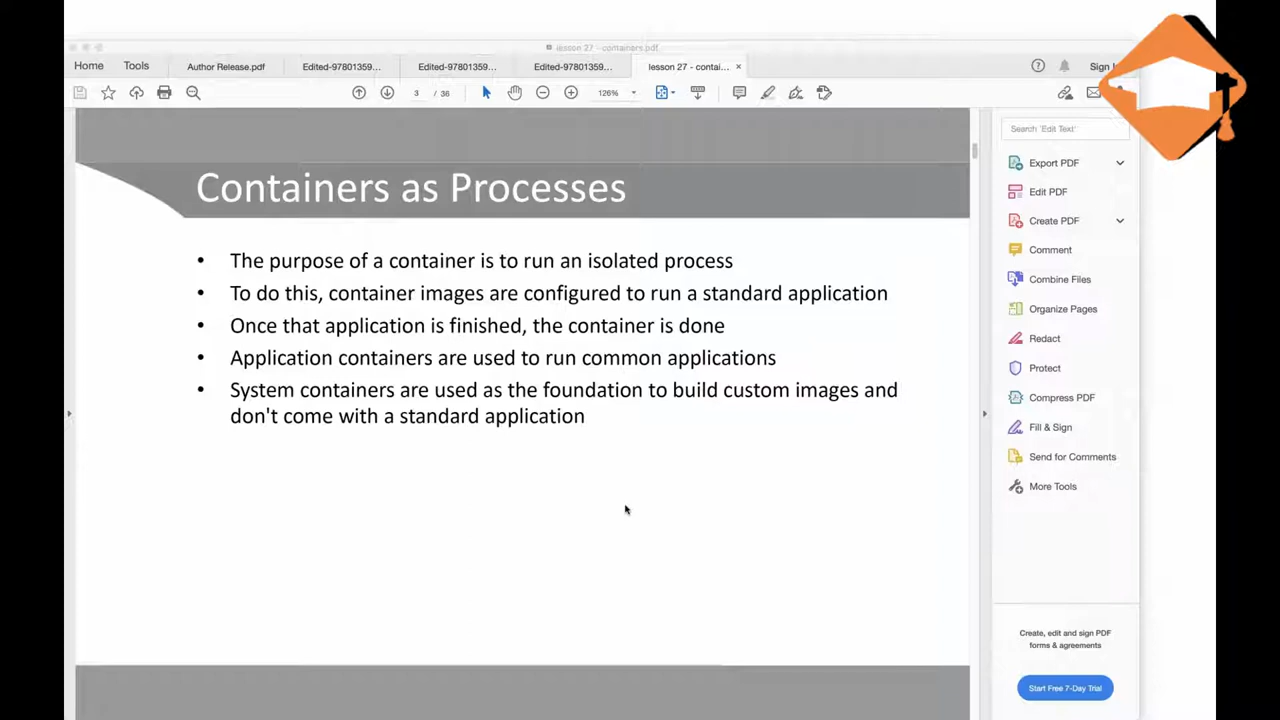 lesson 27 - containers.pdf
Home Tools Author Release.pdf Edited-97801359... Edited-97801359... Edited-97801359... lesson 27 - contai... × Sign
3 / 36 126%
Containers as Processes
• The purpose of a container is to run an isolated process
• To do this, container images are configured to run a standard application
• Once that application is finished, the container is done
• Application containers are used to run common applications
• System containers are used as the foundation to build custom images and
don't come with a standard application
Search 'Edit Text'
Export PDF
Edit PDF
Create PDF
Comment
Combine Files
Organize Pages
Redact
Protect
Compress PDF
Fill & Sign
Send for Comments
More Tools
Create, edit and sign PDF
forms & agreements
Start Free 7-Day Trial